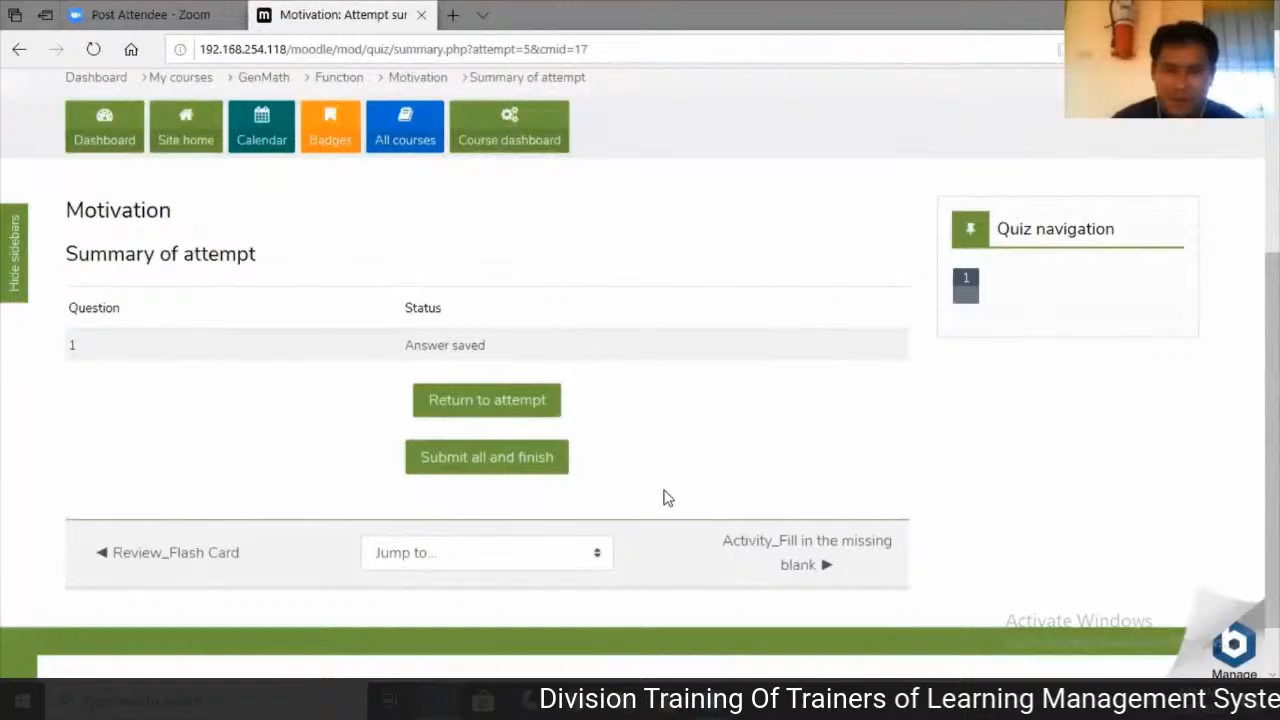 Post Attendee - Zoom
Motivation: Attempt sur
192.168.254.118/moodle/mod/quiz/summary.php?attempt=5&cmid=17
Dashboard > My courses > GenMath > Function > Motivation > Summary of attempt
Dashboard
Site home
Calendar
Badges
All courses
Course dashboard
Hide sidebars
Motivation
Summary of attempt
Question Status
1 Answer saved
Return to attempt
Submit all and finish
Quiz navigation
1
◀ Review_Flash Card
Jump to...
Activity_Fill in the missing
blank ▶
Activate Windows
Manage
Type here to search
Division Training Of Trainers of Learning Management Syste